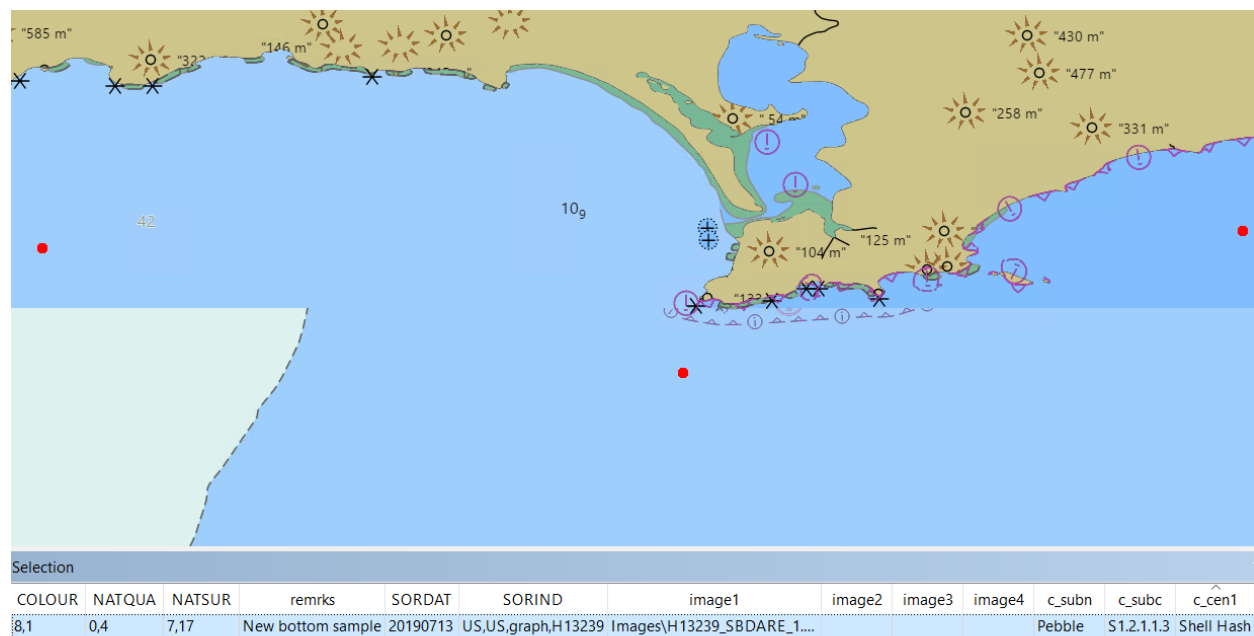 "585 m"
"146 m"
"430 m"
"477 m"
"54 m"
"258 m"
"331 m"
42
10₉
"125 m"
"104 m"
Selection
COLOUR NATQUA NATSUR remrks SORDAT SORIND image1 image2 image3 image4 c_subn c_subc c_cen1
8,1 0,4 7,17 New bottom sample 20190713 US,US,graph,H13239 Images\H13239_SBDARE_1.... Pebble S1.2.1.1.3 Shell Hash